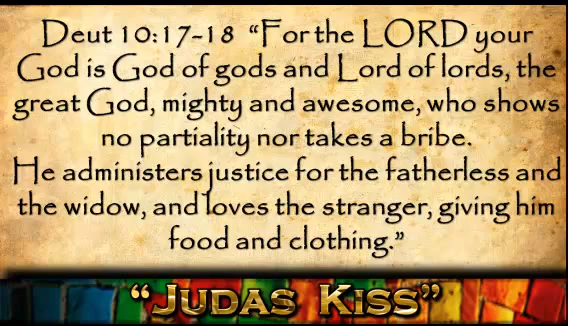 Deut 10:17-18 “For the LORD your
God is God of gods and Lord of lords, the
great God, mighty and awesome, who shows
no partiality nor takes a bribe.
He administers justice for the fatherless and
the widow, and loves the stranger, giving him
food and clothing.”
“JUDAS KISS”